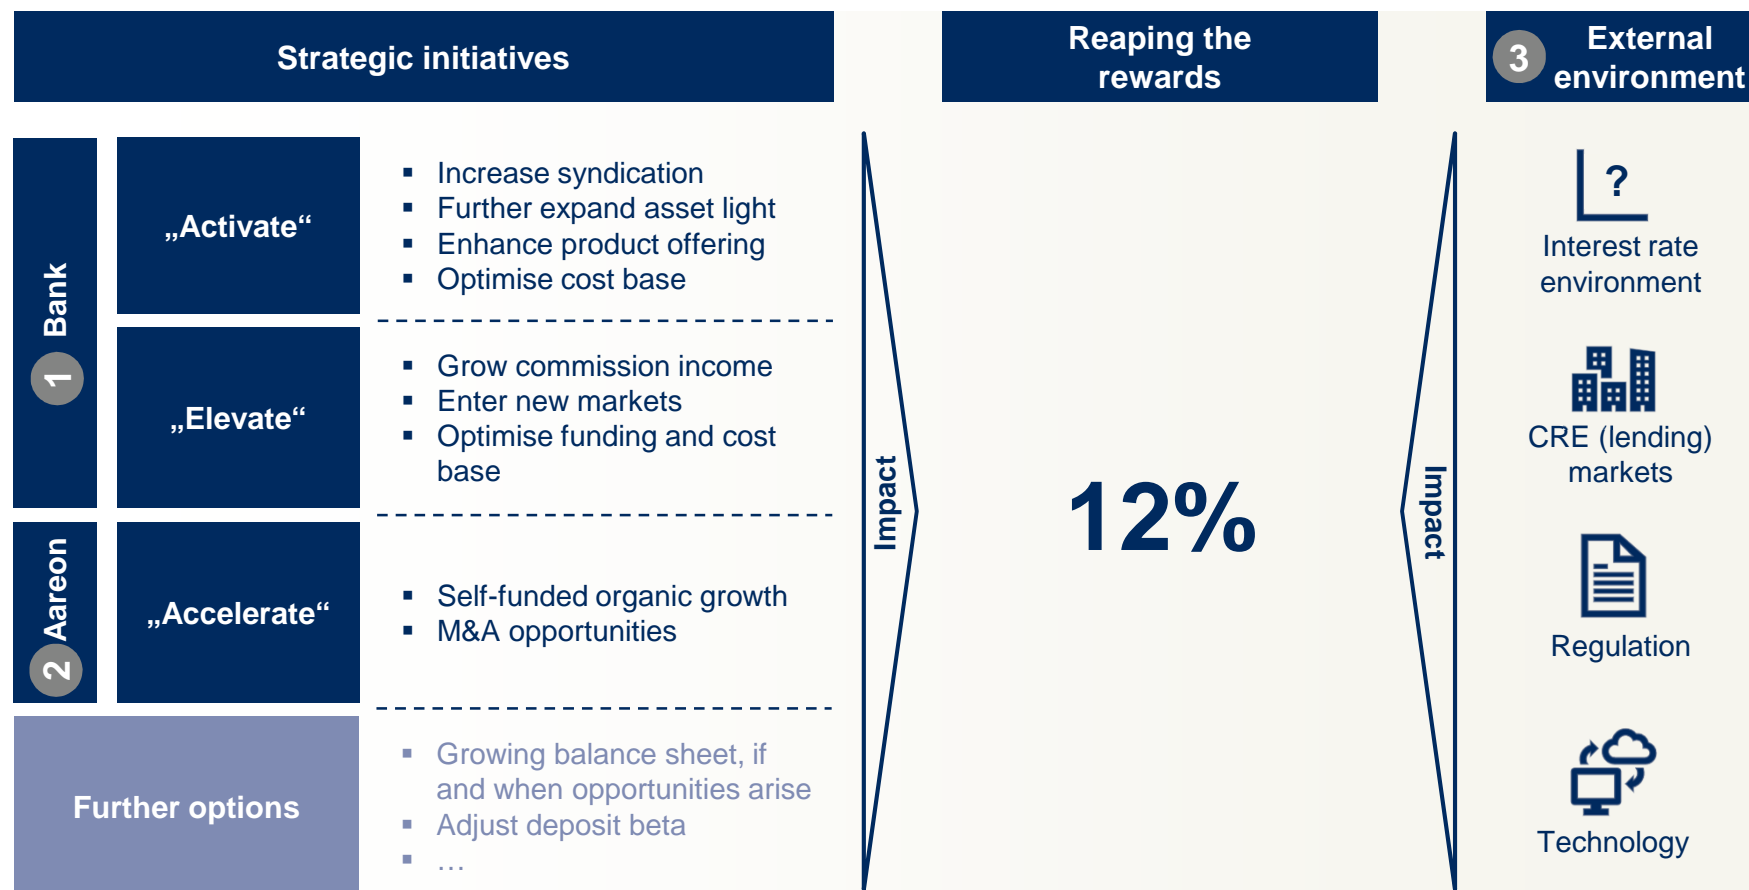 Strategic initiatives
Reaping the
rewards
3
External
environment
1 Bank
„Activate“
▪ Increase syndication
▪ Further expand asset light
▪ Enhance product offering
▪ Optimise cost base
„Elevate“
▪ Grow commission income
▪ Enter new markets
▪ Optimise funding and cost
base
2 Aareon
„Accelerate“
▪ Self-funded organic growth
▪ M&A opportunities
Further options
▪ Growing balance sheet, if
and when opportunities arise
▪ Adjust deposit beta
▪ …
Impact
12%
Impact
?
Interest rate
environment
CRE (lending)
markets
Regulation
Technology